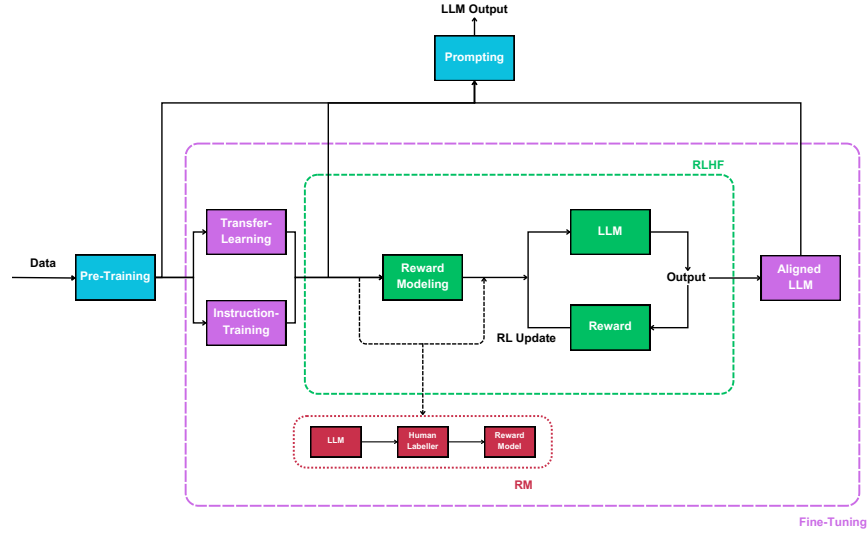 LLM Output
Prompting
RLHF
Transfer-
Learning
LLM
Data
Pre-Training
Reward
Modeling
Output
Aligned
LLM
Instruction-
Training
Reward
RL Update
LLM
Human
Labeller
Reward
Model
RM
Fine-Tuning